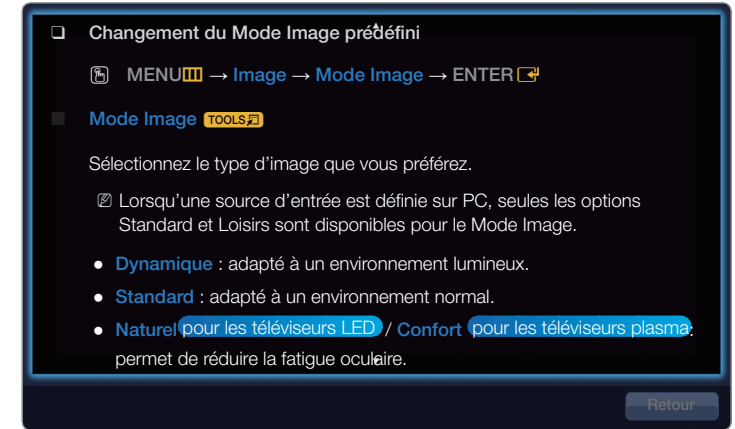 Changement du Mode Image prédéfini
MENU → Image → Mode Image → ENTER
Mode Image TOOLS
Sélectionnez le type d’image que vous préférez.
Lorsqu’une source d’entrée est définie sur PC, seules les options
Standard et Loisirs sont disponibles pour le Mode Image.
● Dynamique : adapté à un environnement lumineux.
● Standard : adapté à un environnement normal.
● Naturel pour les téléviseurs LED / Confort pour les téléviseurs plasma:
permet de réduire la fatigue oculaire.
Retour